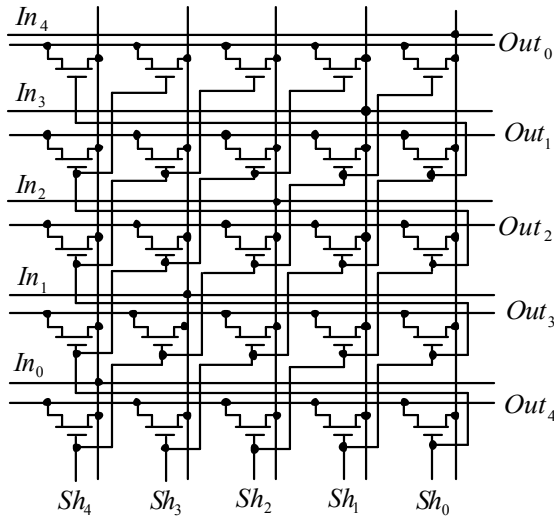 In₄
Out₀
In₃
Out₁
In₂
Out₂
In₁
Out₃
In₀
Out₄
Sh₄ Sh₃ Sh₂ Sh₁ Sh₀